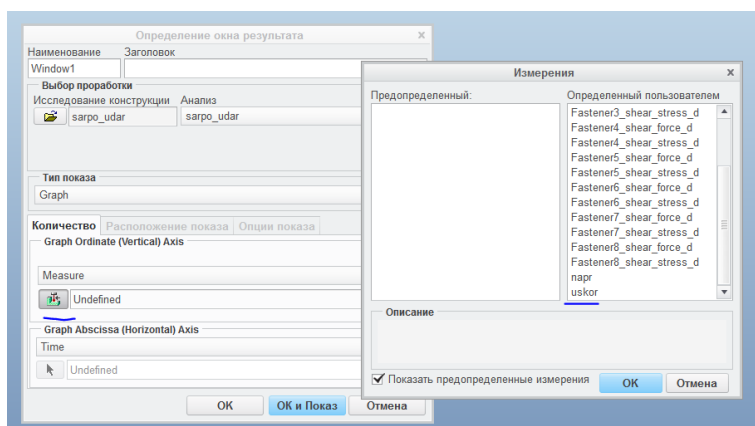 Определение окна результата
x
Наименование
Заголовок
Window1
Выбор проработки
Исследование конструкции
Анализ
sarpo_udar
sarpo_udar
Тип показа
Graph
Количество
Расположение показа
Опции показа
Graph Ordinate (Vertical) Axis
Measure
Undefined
Graph Abscissa (Horizontal) Axis
Time
Undefined
ОК
ОК и Показ
Отмена
Измерения
x
Предопределенный:
Определенный пользователем
Fastener3_shear_stress_d
Fastener4_shear_force_d
Fastener4_shear_stress_d
Fastener5_shear_force_d
Fastener5_shear_stress_d
Fastener6_shear_force_d
Fastener6_shear_stress_d
Fastener7_shear_force_d
Fastener7_shear_stress_d
Fastener8_shear_force_d
Fastener8_shear_stress_d
napr
uskor
Описание
Показать предопределенные измерения
ОК
Отмена